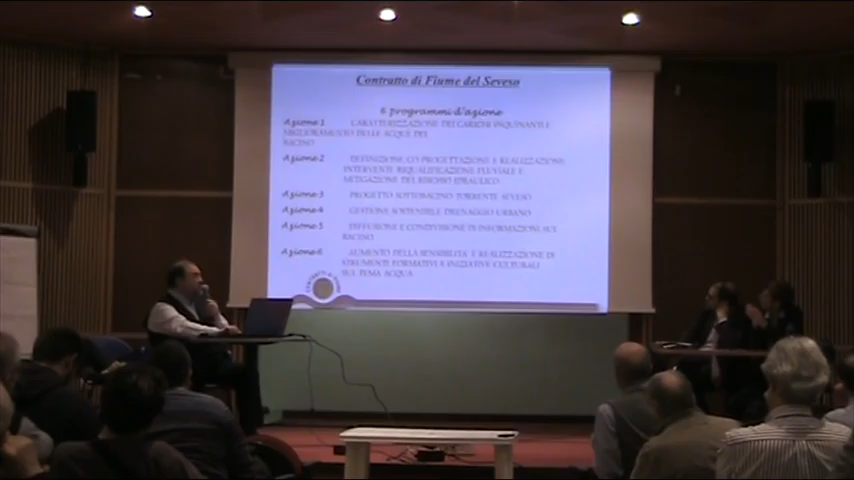 Contratto di Fiume del Seveso
6 programmi d'azione
Azione 1 CARATTERIZZAZIONE DEI CARICHI INQUINANTI E
MIGLIORAMENTO DELLE ACQUE DEL
BACINO
Azione 2 DEFINIZIONE CO-PROGETTAZIONE E REALIZZAZIONE
INTERVENTI RIQUALIFICAZIONE FLUVIALE E
MITIGAZIONE DEL RISCHIO IDRAULICO
Azione 3 PROGETTO SOTTOBACINO TORRENTE SEVESO
Azione 4 GESTIONE SOSTENIBILE DRENAGGIO URBANO
Azione 5 DIFFUSIONE E CONDIVISIONE DI INFORMAZIONI SUL
BACINO
Azione 6 AUMENTO DELLA SENSIBILITA' E REALIZZAZIONE DI
STRUMENTI FORMATIVI E INIZIATIVE CULTURALI
SUL TEMA ACQUA